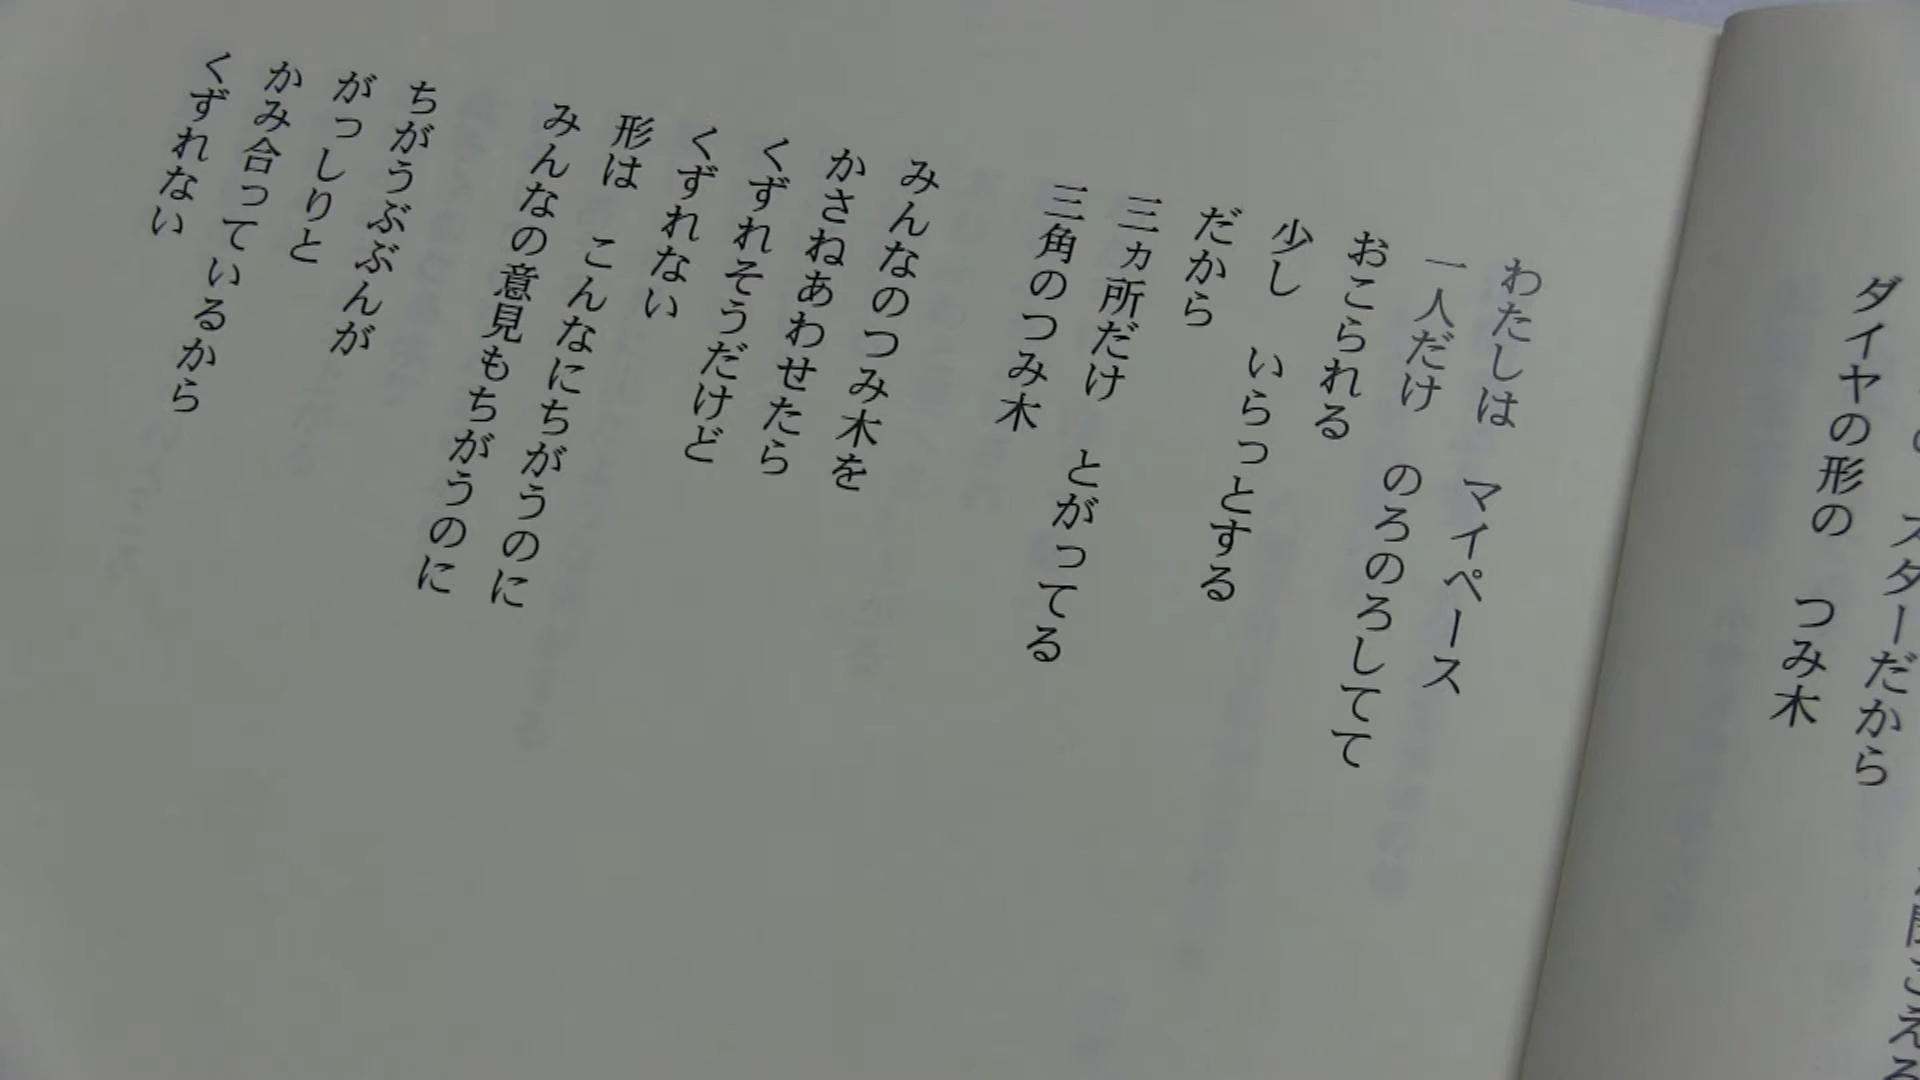 スターだから
ダイヤの形の　つみ木
わたしは　マイペース
一人だけ　のろのろしてて
おこられる
少し　いらっとする
だから
三ヵ所だけ　とがってる
三角のつみ木
みんなのつみ木を
かさねあわせたら
くずれそうだけど
くずれない
形は　こんなにちがうのに
みんなの意見もちがうのに
ちがうぶぶんが
がっしりと
かみ合っているから
くずれない